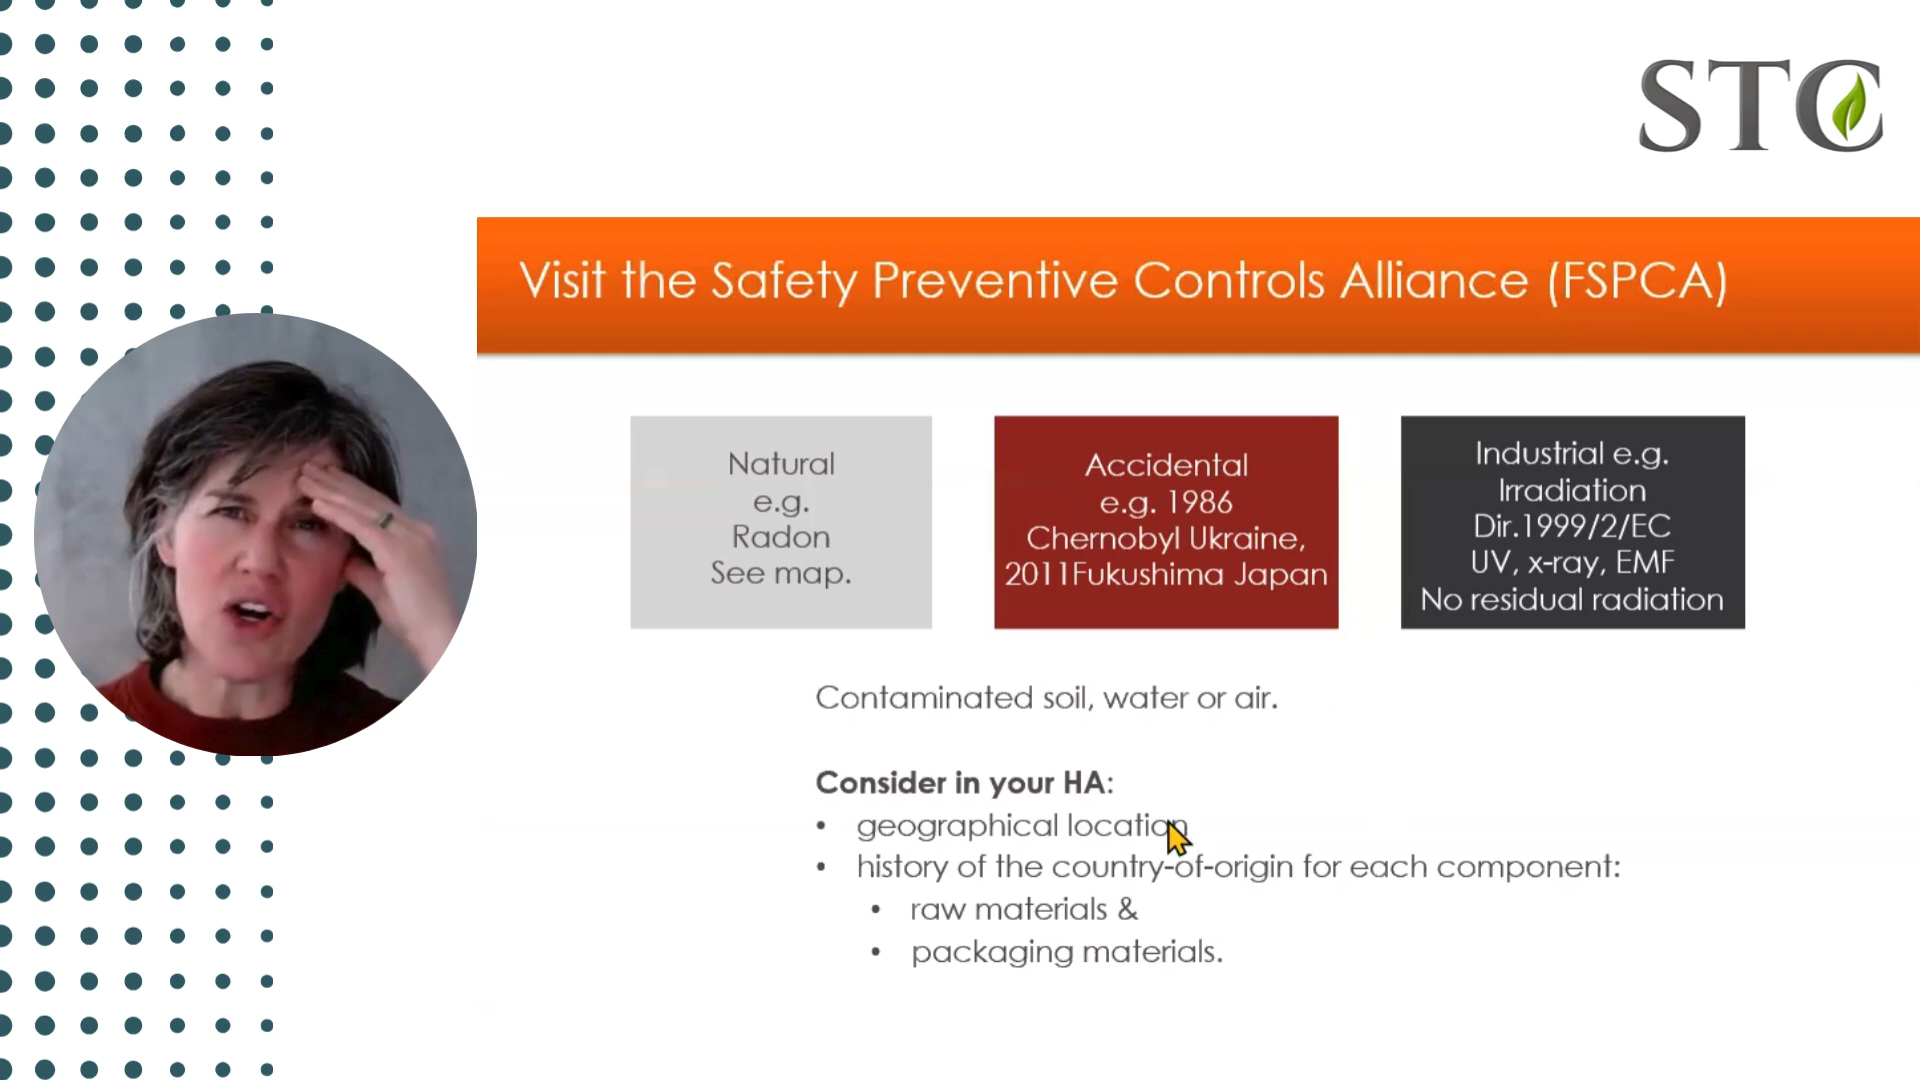 STC
Visit the Safety Preventive Controls Alliance (FSPCA)
Natural
e.g.
Radon
See map.
Accidental
e.g. 1986
Chernobyl Ukraine,
2011Fukushima Japan
Industrial e.g.
Irradiation
Dir.1999/2/EC
UV, x-ray, EMF
No residual radiation
Contaminated soil, water or air.
Consider in your HA:
• geographical location
• history of the country-of-origin for each component:
• raw materials &
• packaging materials.